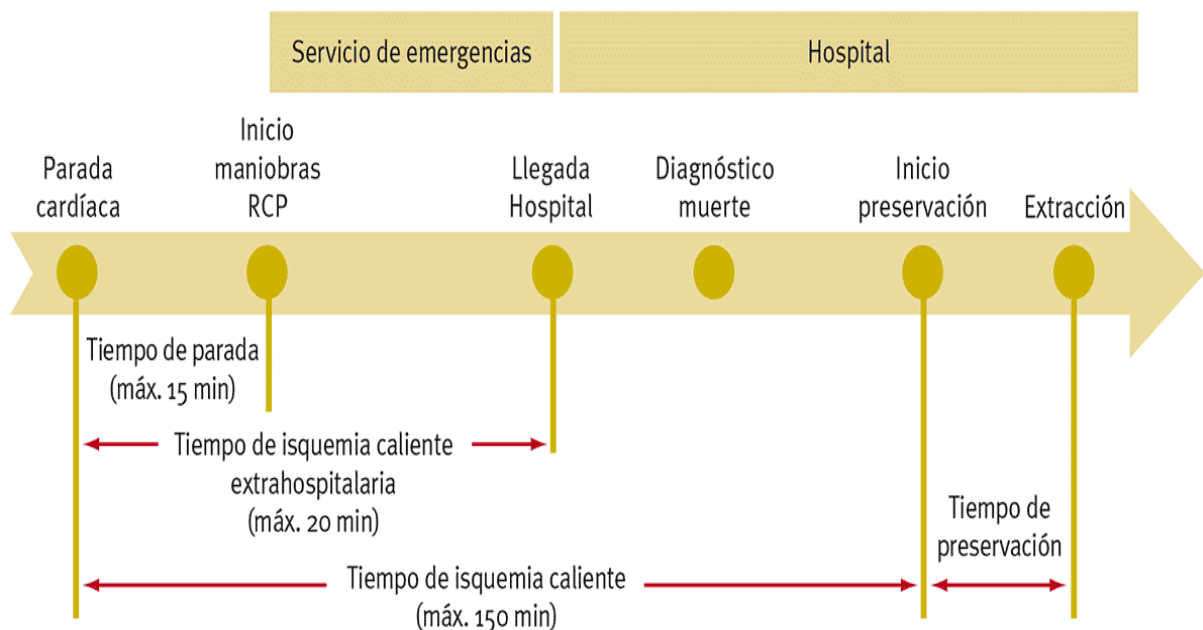 Servicio de emergencias
Hospital
Parada
cardíaca
Inicio
maniobras
RCP
Llegada
Hospital
Diagnóstico
muerte
Inicio
preservación
Extracción
Tiempo de parada
(máx. 15 min)
Tiempo de isquemia caliente
extrahospitalaria
(máx. 20 min)
Tiempo de
preservación
Tiempo de isquemia caliente
(máx. 150 min)